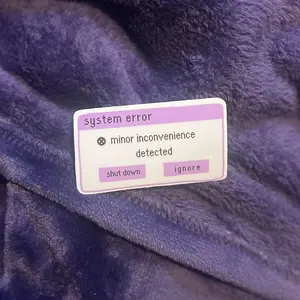 system error
minor inconvenience
detected
shut down ignore